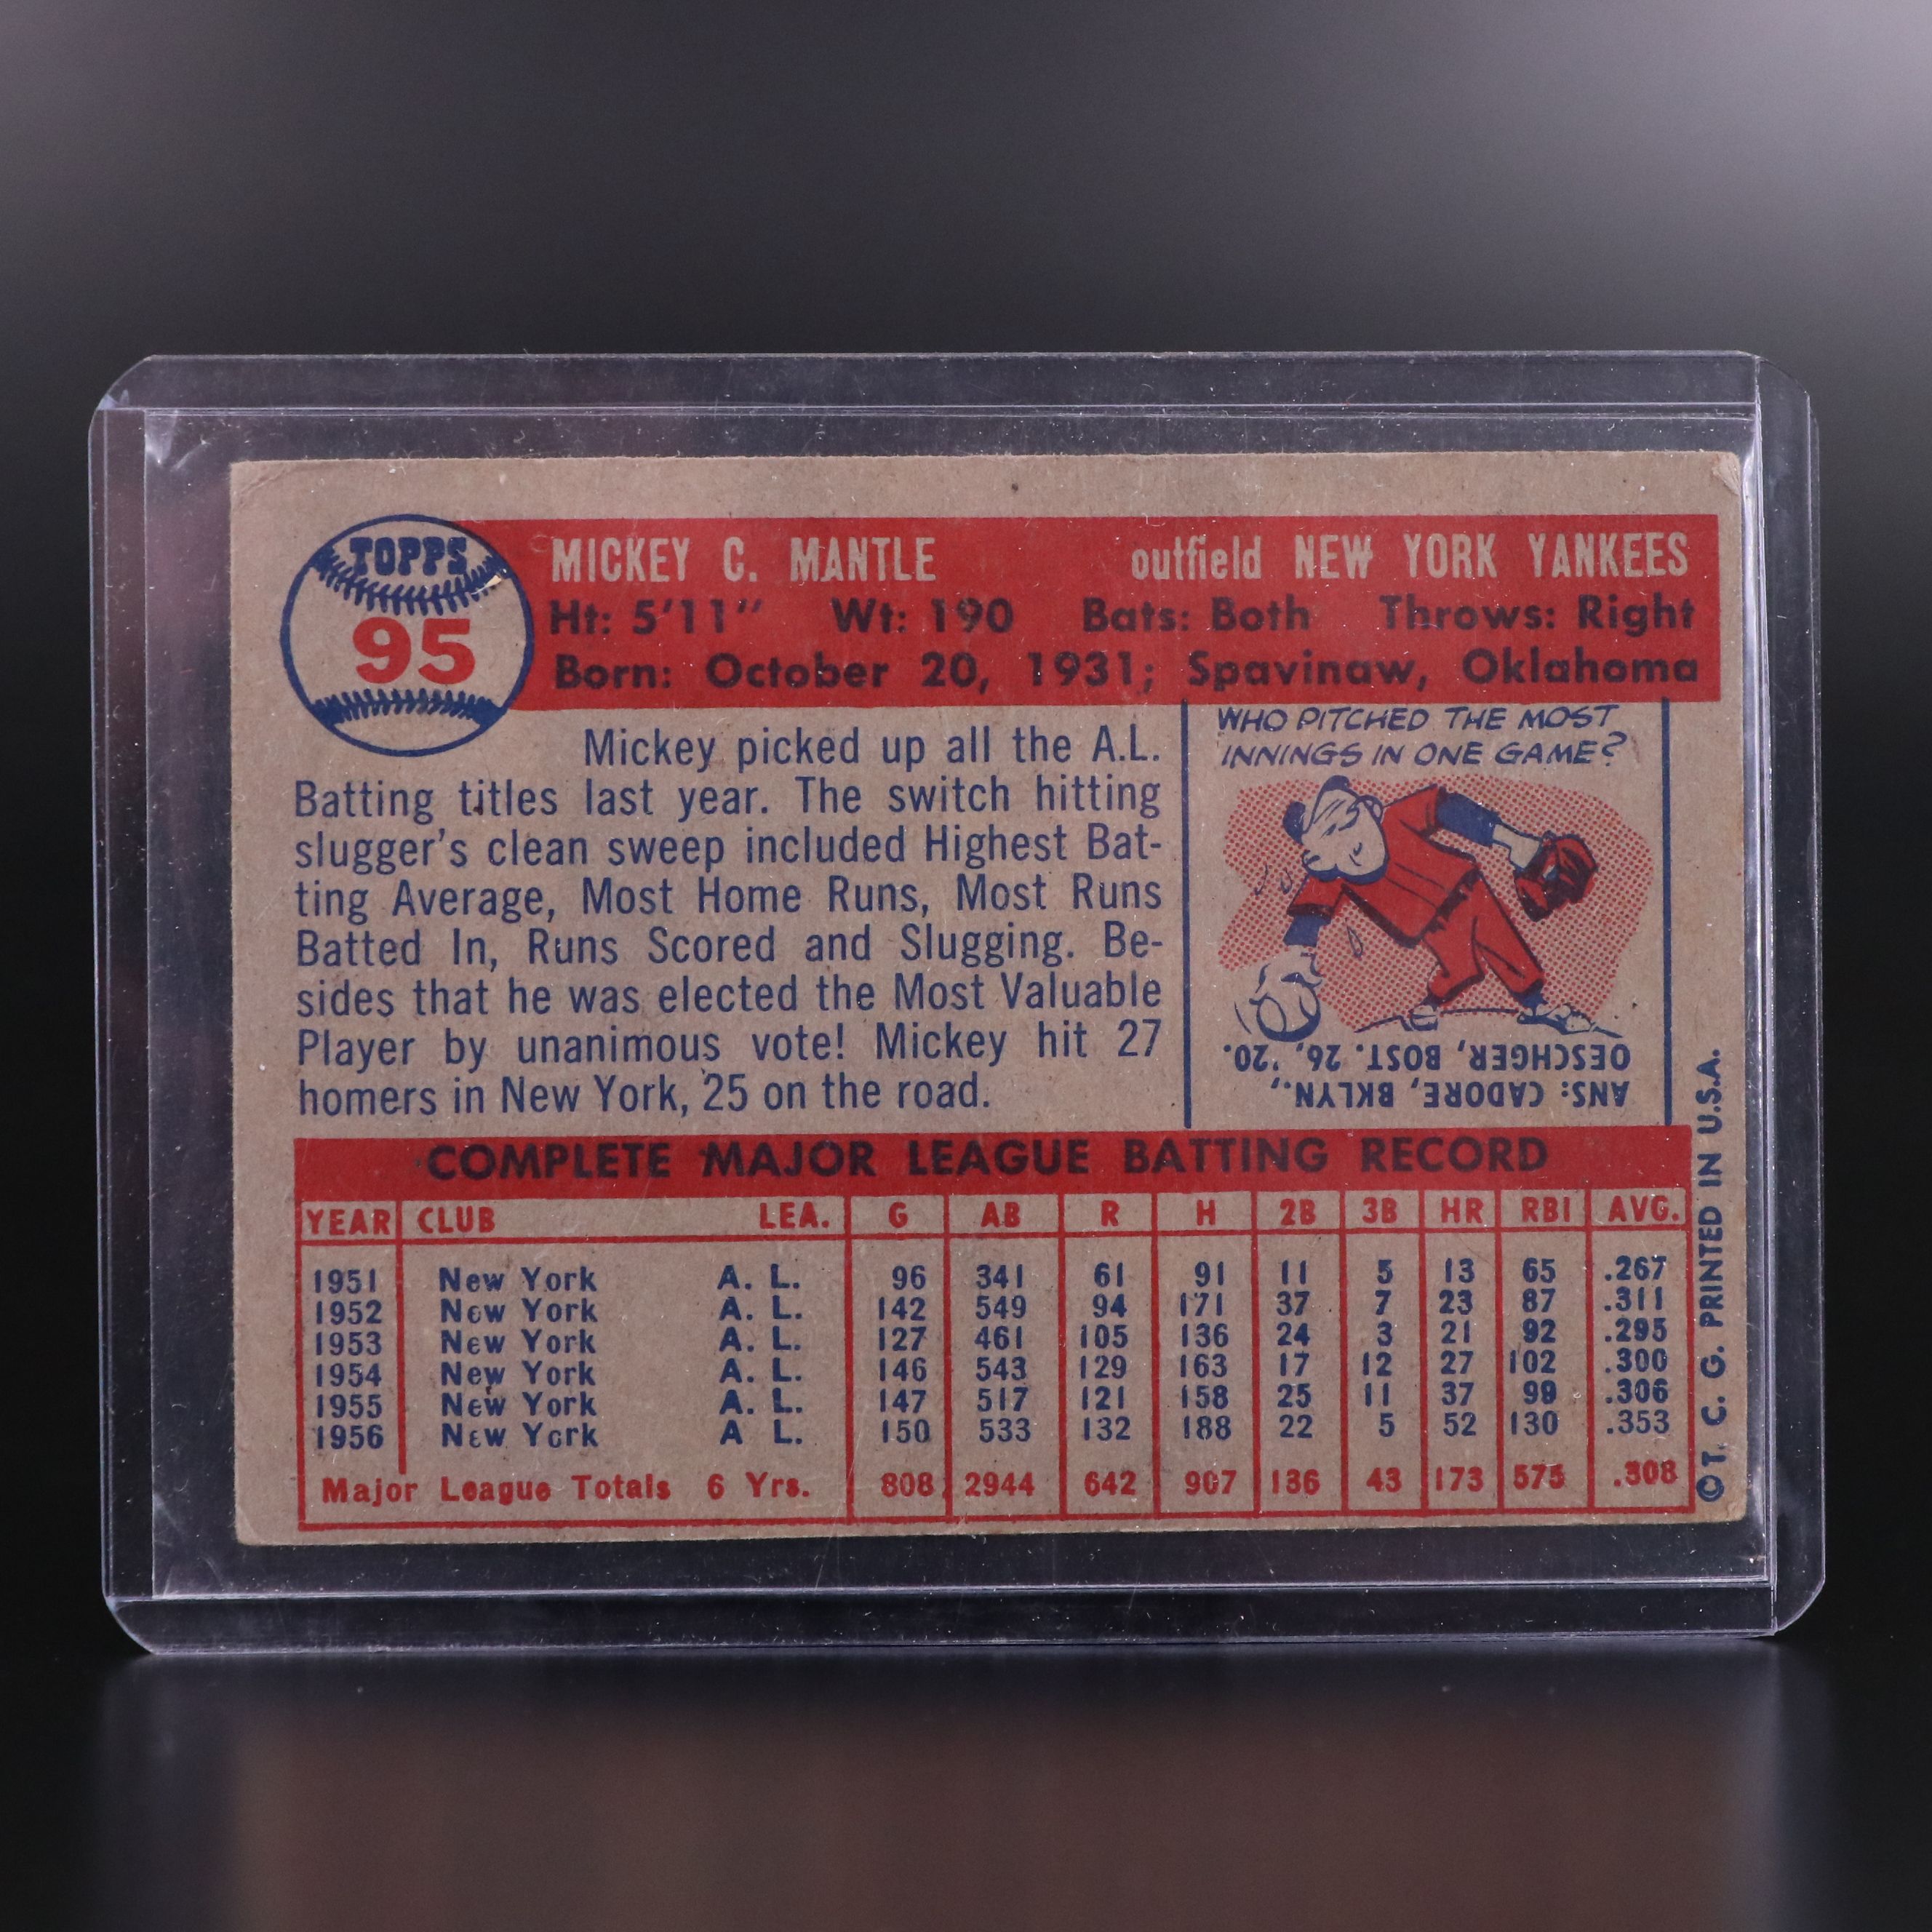 TOPPS
95
MICKEY C. MANTLE outfield NEW YORK YANKEES
Ht: 5'11" Wt: 190 Bats: Both Throws: Right
Born: October 20, 1931; Spavinaw, Oklahoma
Mickey picked up all the A.L.
Batting titles last year. The switch hitting
slugger's clean sweep included Highest Bat-
ting Average, Most Home Runs, Most Runs
Batted In, Runs Scored and Slugging. Be-
sides that he was elected the Most Valuable
Player by unanimous vote! Mickey hit 27
homers in New York, 25 on the road.
WHO PITCHED THE MOST
INNINGS IN ONE GAME?
ANS: CADORE, BKLYN.,
OESCHGER, BOST. 26, '20.
COMPLETE MAJOR LEAGUE BATTING RECORD
YEAR CLUB LEA. G AB R H 2B 3B HR RBI AVG.
1951 New York A. L. 96 341 61 91 11 5 13 65 .267
1952 New York A. L. 142 549 94 171 37 7 23 87 .311
1953 New York A. L. 127 461 105 136 24 3 21 92 .295
1954 New York A. L. 146 543 129 163 17 12 27 102 .300
1955 New York A. L. 147 517 121 158 25 11 37 99 .306
1956 New York A L. 150 533 132 188 22 5 52 130 .353
Major League Totals 6 Yrs. 808 2944 642 907 136 43 173 575 .308
©T. C. G. PRINTED IN U.S.A.